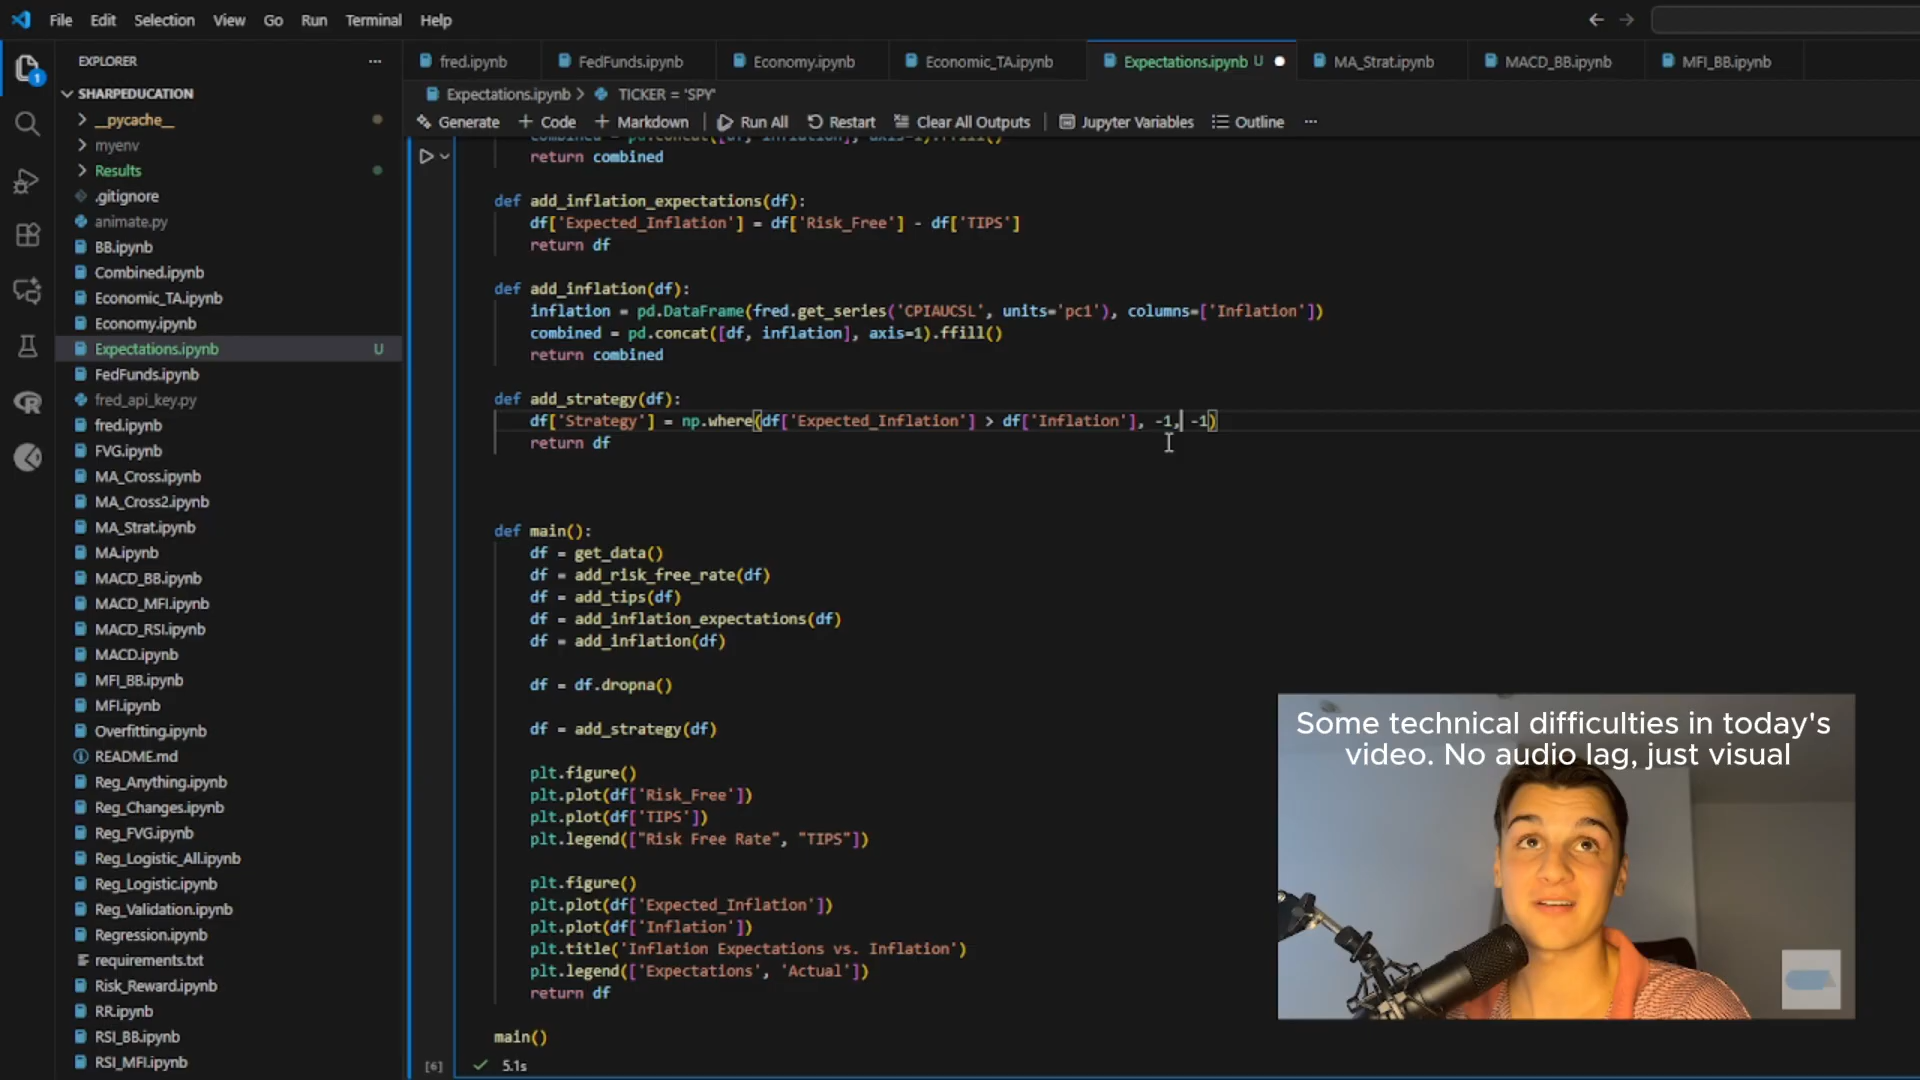 File Edit Selection View Go Run Terminal Help
EXPLORER
SHARPEDUCATION
__pycache__
myenv
Results
.gitignore
animate.py
BB.ipynb
Combined.ipynb
Economic_TA.ipynb
Economy.ipynb
Expectations.ipynb U
FedFunds.ipynb
fred_api_key.py
fred.ipynb
FVG.ipynb
MA_Cross.ipynb
MA_Cross2.ipynb
MA_Strat.ipynb
MA.ipynb
MACD_BB.ipynb
MACD_MFI.ipynb
MACD_RSI.ipynb
MACD.ipynb
MFI_BB.ipynb
MFI.ipynb
Overfitting.ipynb
README.md
Reg_Anything.ipynb
Reg_Changes.ipynb
Reg_FVG.ipynb
Reg_Logistic_All.ipynb
Reg_Logistic.ipynb
Reg_Validation.ipynb
Regression.ipynb
requirements.txt
Risk_Reward.ipynb
RR.ipynb
RSI_BB.ipynb
RSI_MFI.ipynb
1
fred.ipynb FedFunds.ipynb Economy.ipynb Economic_TA.ipynb Expectations.ipynb U MA_Strat.ipynb MACD_BB.ipynb MFI_BB.ipynb
Expectations.ipynb > TICKER = 'SPY'
Generate + Code + Markdown Run All Restart Clear All Outputs Jupyter Variables Outline ...
combined = pd.concat([df, inflation], axis=1).ffill()
return combined
def add_inflation_expectations(df):
df['Expected_Inflation'] = df['Risk_Free'] - df['TIPS']
return df
def add_inflation(df):
inflation = pd.DataFrame(fred.get_series('CPIAUCSL', units='pc1'), columns=['Inflation'])
combined = pd.concat([df, inflation], axis=1).ffill()
return combined
def add_strategy(df):
df['Strategy'] = np.where(df['Expected_Inflation'] > df['Inflation'], -1, -1)
return df
def main():
df = get_data()
df = add_risk_free_rate(df)
df = add_tips(df)
df = add_inflation_expectations(df)
df = add_inflation(df)
df = df.dropna()
df = add_strategy(df)
plt.figure()
plt.plot(df['Risk_Free'])
plt.plot(df['TIPS'])
plt.legend(["Risk Free Rate", "TIPS"])
plt.figure()
plt.plot(df['Expected_Inflation'])
plt.plot(df['Inflation'])
plt.title('Inflation Expectations vs. Inflation')
plt.legend(['Expectations', 'Actual'])
return df
main()
[6] 5.1s
Some technical difficulties in today's
video. No audio lag, just visual